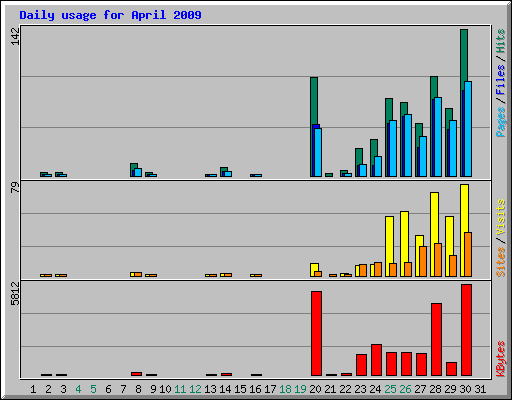 Daily usage for April 2009
142
Pages/Files/Hits
79
Sites/Visits
5812
KBytes
1 2 3 4 5 6 7 8 9 10 11 12 13 14 15 16 17 18 19 20 21 22 23 24 25 26 27 28 29 30 31